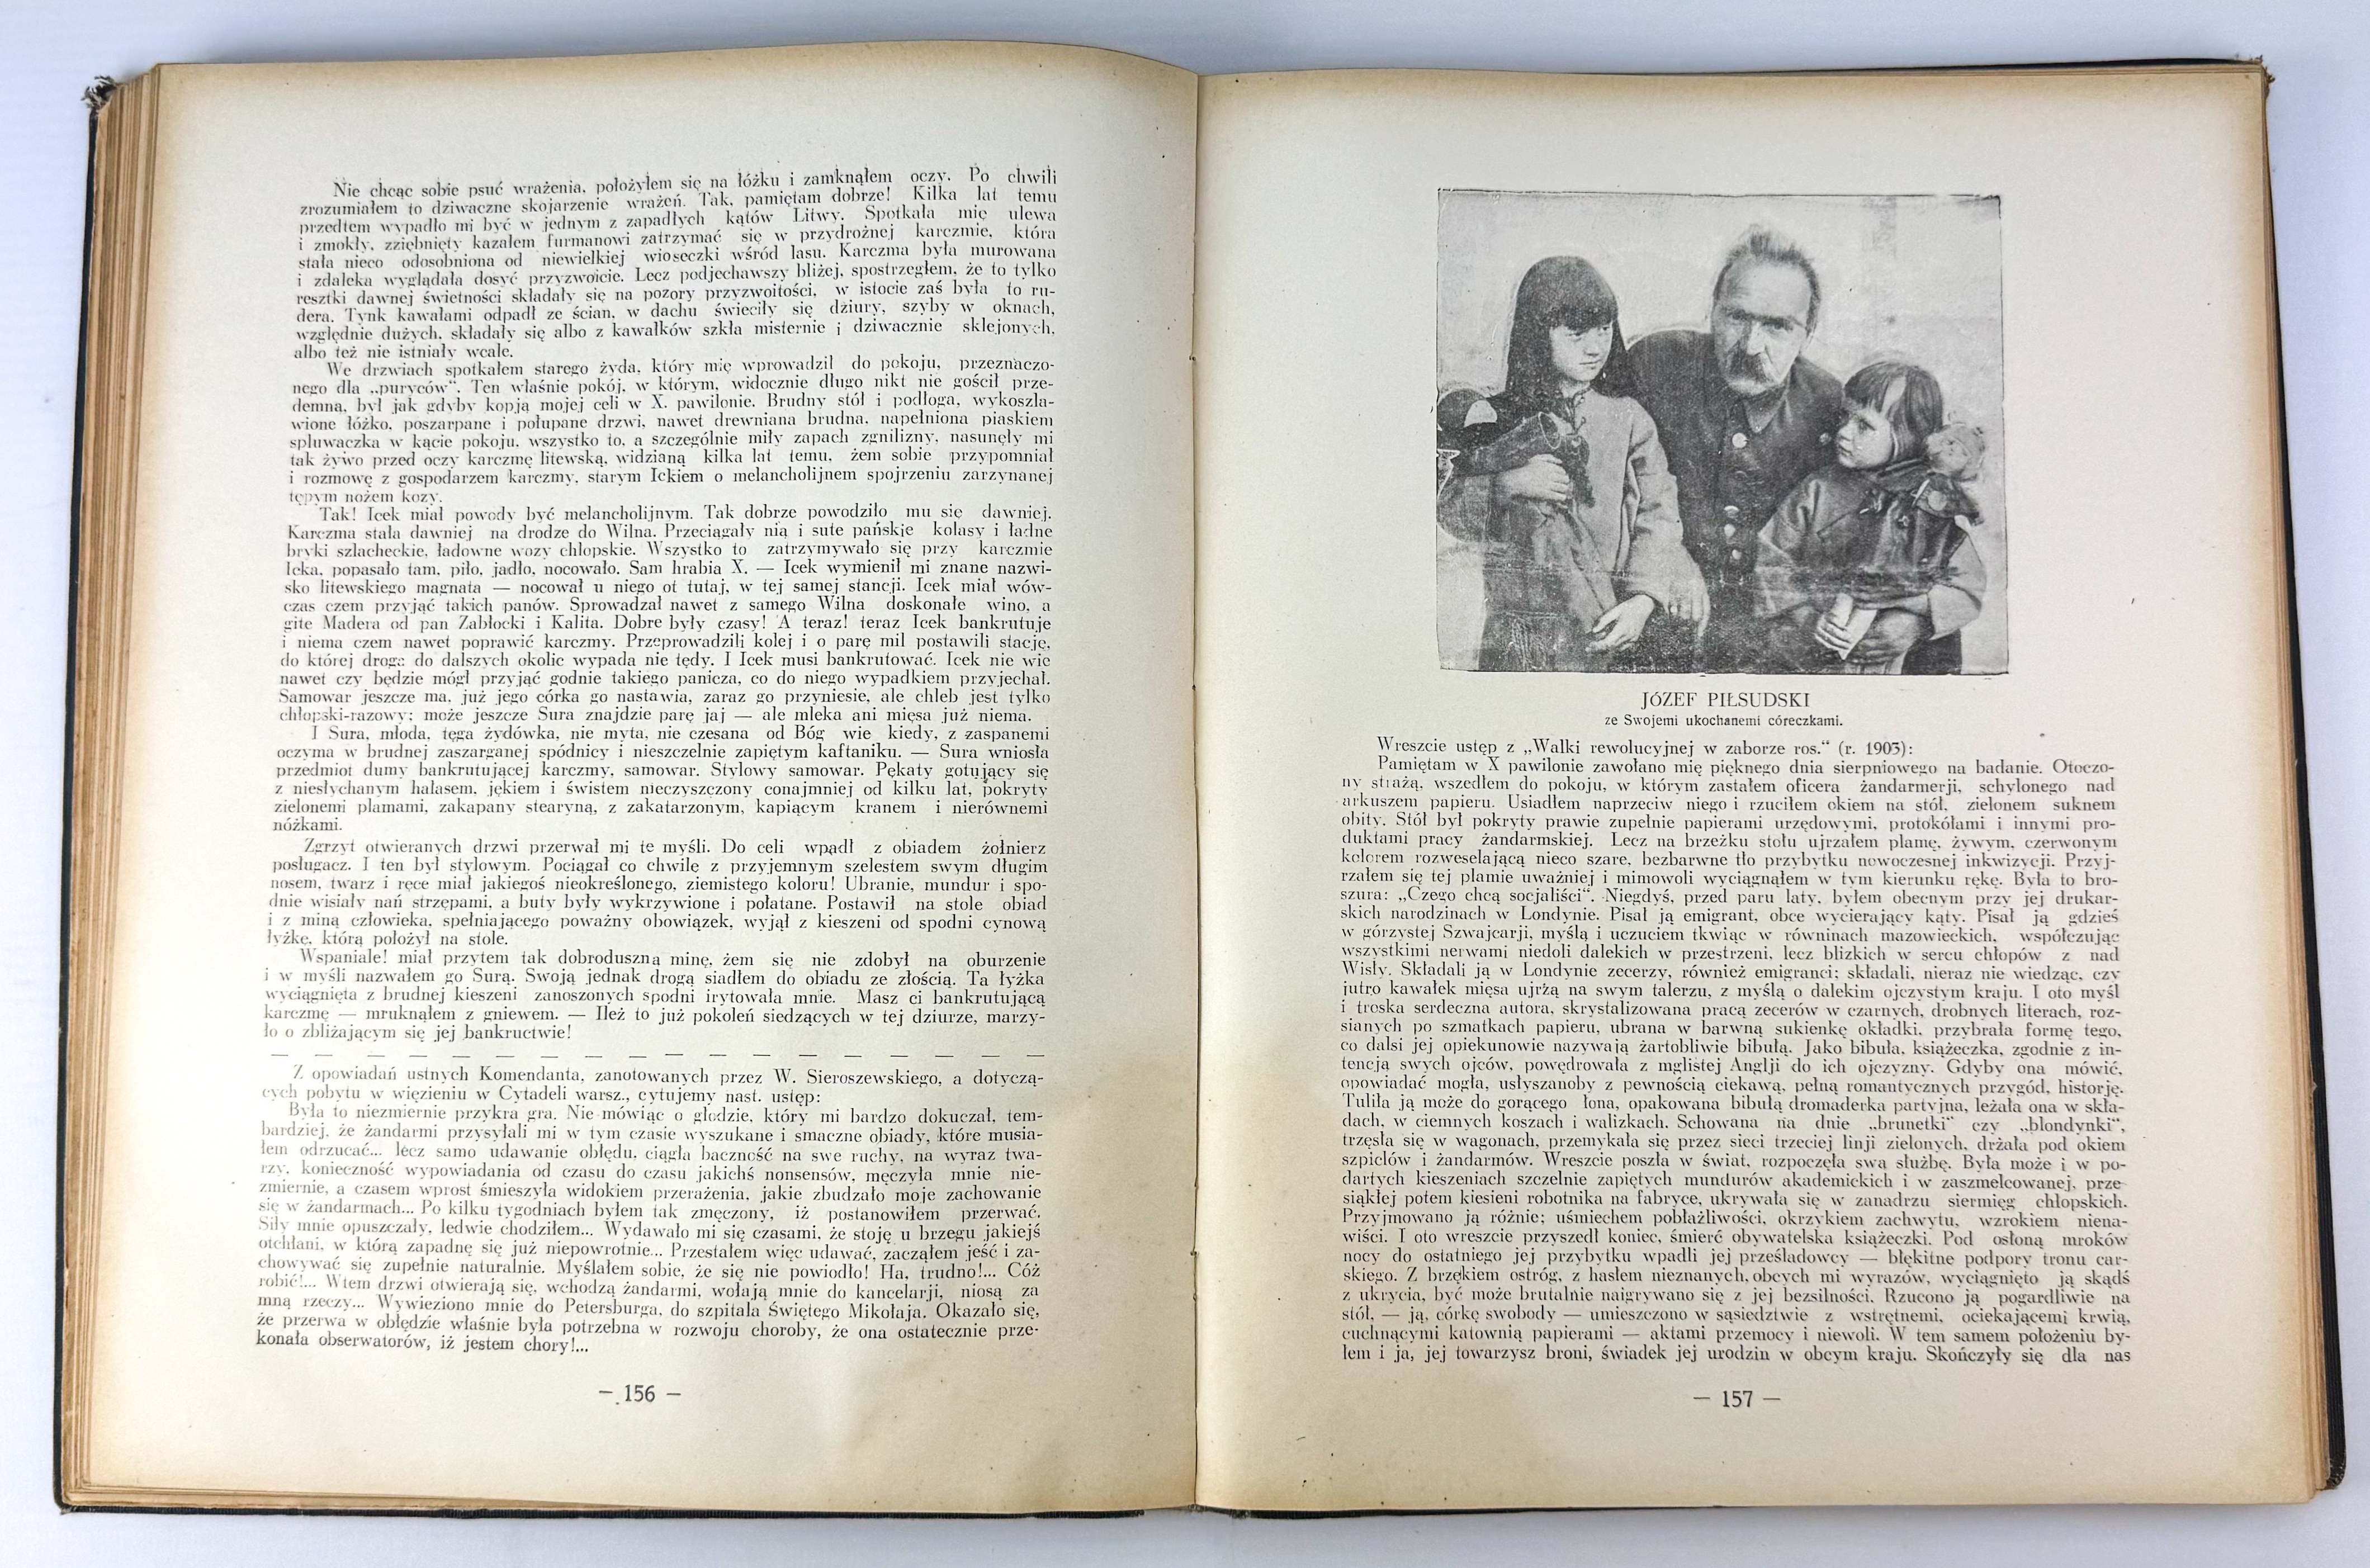 Nie chcąc sobie psuć wrażenia, położyłem się na łóżku i zamknąłem oczy. Po chwili
zrozumiałem to dziwaczne skojarzenie wrażeń. Tak, pamiętam dobrze! Kilka lat temu
przedtem wypadło mi być w jednym z zapadłych kątów Litwy. Spotkała mię ulewa
i zmokły, zziębnięty kazałem furmanowi zatrzymać się w przydrożnej karczmie, która
stała nieco odosobniona od niewielkiej wioseczki wśród lasu. Karczma była murowana
i zdaleka wyglądała dosyć przyzwoicie. Lecz podjechawszy bliżej, spostrzegłem, że to tylko
resztki dawnej świetności składały się na pozory przyzwoitości, w istocie zaś była to ru-
dera. Tynk kawałami odpadł ze ścian, w dachu świeciły się dziury, szyby w oknach,
względnie dużych, składały się albo z kawałków szkła misternie i dziwacznie sklejonych,
albo też nie istniały wcale.
We drzwiach spotkałem starego żyda, który mię wprowadził do pokoju, przeznaczo-
nego dla „puryców“. Ten właśnie pokój, w którym, widocznie długo nikt nie gościł prze-
demną, był jak gdyby kopją mojej celi w X. pawilonie. Brudny stół i podłoga, wykoszla-
wione łóżko, poszarpane i połupane drzwi, nawet drewniana brudna, napełniona piaskiem
spluwaczka w kącie pokoju, wszystko to, a szczególnie miły zapach zgnilizny, nasunęły mi
tak żywo przed oczy karczmę litewską, widzianą kilka lat temu, żem sobie przypomniał
i rozmowę z gospodarzem karczmy, starym Ickiem o melancholijnem spojrzeniu zarzynanej
tępym nożem kozy.
Tak! Icek miał powody być melancholijnym. Tak dobrze powodziło mu się dawniej.
Karczma stała dawniej na drodze do Wilna. Przeciągały nią i sute pańskie kolasy i ładne
bryki szlacheckie, ładowne wozy chłopskie. Wszystko to zatrzymywało się przy karczmie
Icka, popasało tam, piło, jadło, nocowało. Sam hrabia X. — Icek wymienił mi znane nazwi-
sko litewskiego magnata — nocował u niego ot tutaj, w tej samej stancji. Icek miał wów-
czas czem przyjąć takich panów. Sprowadzał nawet z samego Wilna doskonałe wino, a
gite Madera od pan Zabłocki i Kalita. Dobre były czasy! A teraz! teraz Icek bankrutuje
i niema czem nawet poprawić karczmy. Przeprowadzili kolej i o parę mil postawili stację,
do której droga do dalszych okolic wypada nie tędy. I Icek musi bankrutować. Icek nie wie
nawet czy będzie mógł przyjąć godnie takiego panicza, co do niego wypadkiem przyjechał.
Samowar jeszcze ma, już jego córka go nastawia, zaraz go przyniesie, ale chleb jest tylko
chłopski-razowy; może jeszcze Sura znajdzie parę jaj — ale mleka ani mięsa już niema.
I Sura, młoda, tęga żydówka, nie myta, nie czesana od Bóg wie kiedy, z zaspanemi
oczyma w brudnej zaszarganej spódnicy i nieszczelnie zapiętym kaftaniku. — Sura wniosła
przedmiot dumy bankrutującej karczmy, samowar. Stylowy samowar. Pękaty gotujący się
z niesłychanym hałasem, jękiem i świstem nieczyszczony conajmniej od kilku lat, pokryty
zielonemi plamami, zakapany stearyną, z zakatarzonym, kapiącym kranem i nierównemi
nóżkami.
Zgrzyt otwieranych drzwi przerwał mi te myśli. Do celi wpadł z obiadem żołnierz
posługacz. I ten był stylowym. Pociągał co chwilę z przyjemnym szelestem swym długim
nosem, twarz i ręce miał jakiegoś nieokreślonego, ziemistego koloru! Ubranie, mundur i spo-
dnie wisiały nań strzępami, a buty były wykrzywione i połatane. Postawił na stole obiad
i z miną człowieka, spełniającego poważny obowiązek, wyjął z kieszeni od spodni cynową
łyżkę, którą położył na stole.
Wspaniale! miał przytem tak dobroduszną minę, żem się nie zdobył na oburzenie
i w myśli nazwałem go Surą. Swoją jednak drogą siadłem do obiadu ze złością. Ta łyżka
wyciągnięta z brudnej kieszeni zanoszonych spodni irytowała mnie. Masz ci bankrutującą
karczmę — mruknąłem z gniewem. — Ileż to już pokoleń siedzących w tej dziurze, marzy-
ło o zbliżającym się jej bankructwie!
— — — — — — — — — — — — — — — — —
Z opowiadań ustnych Komendanta, zanotowanych przez W. Sieroszewskiego, a dotyczą-
cych pobytu w więzieniu w Cytadeli warsz., cytujemy nast. ustęp:
Była to niezmiernie przykra gra. Nie mówiąc o głodzie, który mi bardzo dokuczał, tem-
bardziej, że żandarmi przysyłali mi w tym czasie wyszukane i smaczne obiady, które musia-
łem odrzucać... lecz samo udawanie obłędu, ciągła baczność na swe ruchy, na wyraz twa-
rzy, konieczność wypowiadania od czasu do czasu jakichś nonsensów, męczyła mnie nie-
zmiernie, a czasem wprost śmieszyła widokiem przerażenia, jakie zbudzało moje zachowanie
się w żandarmach... Po kilku tygodniach byłem tak zmęczony, iż postanowiłem przerwać.
Siły mnie opuszczały, ledwie chodziłem... Wydawało mi się czasami, że stoję u brzegu jakiejś
otchłani, w którą zapadnę się już niepowrotnie... Przestałem więc udawać, zacząłem jeść i za-
chowywać się zupełnie naturalnie. Myślałem sobie, że się nie powiodło! Ha, trudno!... Cóż
robić!... Wtem drzwi otwierają się, wchodzą żandarmi, wołają mnie do kancelarji, niosą za
mną rzeczy... Wywieziono mnie do Petersburga, do szpitala Świętego Mikołaja. Okazało się,
że przerwa w obłędzie właśnie była potrzebna w rozwoju choroby, że ona ostatecznie prze-
konała obserwatorów, iż jestem chory!...
— 156 —
JÓZEF PIŁSUDSKI
ze Swojemi ukochanemi córeczkami.
Wreszcie ustęp z „Walki rewolucyjnej w zaborze ros.“ (r. 1903):
Pamiętam w X pawilonie zawołano mię pięknego dnia sierpniowego na badanie. Otoczo-
ny strażą, wszedłem do pokoju, w którym zastałem oficera żandarmerji, schylonego nad
arkuszem papieru. Usiadłem naprzeciw niego i rzuciłem okiem na stół, zielonem suknem
obity. Stół był pokryty prawie zupełnie papierami urzędowymi, protokółami i innymi pro-
duktami pracy żandarmskiej. Lecz na brzeżku stołu ujrzałem plamę, żywym, czerwonym
kolorem rozweselającą nieco szare, bezbarwne tło przybytku nowoczesnej inkwizycji. Przyj-
rzałem się tej plamie uważniej i mimowoli wyciągnąłem w tym kierunku rękę. Była to bro-
szura: „Czego chcą socjaliści“. Niegdyś, przed paru laty, byłem obecnym przy jej drukar-
skich narodzinach w Londynie. Pisał ją emigrant, obce wycierający kąty. Pisał ją gdzieś
w górzystej Szwajcarji, myślą i uczuciem tkwiąc w równinach mazowieckich, współczując
wszystkimi nerwami niedoli dalekich w przestrzeni, lecz blizkich w sercu chłopów z nad
Wisły. Składali ją w Londynie zecerzy, również emigranci; składali, nieraz nie wiedząc, czy
jutro kawałek mięsa ujrżą na swym talerzu, z myślą o dalekim ojczystym kraju. I oto myśl
i troska serdeczna autora, skrystalizowana pracą zecerów w czarnych, drobnych literach, roz-
sianych po szmatkach papieru, ubrana w barwną sukienkę okładki, przybrała formę tego,
co dalsi jej opiekunowie nazywają żartobliwie bibułą. Jako bibuła, książeczka, zgodnie z in-
tencją swych ojców, powędrowała z mglistej Anglji do ich ojczyzny. Gdyby ona mówić,
opowiadać mogła, usłyszanoby z pewnością ciekawą, pełną romantycznych przygód, historję.
Tuliła ją może do gorącego łona, opakowana bibułą dromaderka partyjna, leżała ona w skła-
dach, w ciemnych koszach i walizkach. Schowana na dnie „brunetki“ czy „blondynki“,
trzęsła się w wagonach, przemykała się przez sieci trzeciej linji zielonych, drżała pod okiem
szpiclów i żandarmów. Wreszcie poszła w świat, rozpoczęła swą służbę. Była może i w po-
dartych kieszeniach szczelnie zapiętych mundurów akademickich i w zaszmelcowanej, prze
siąkłej potem kiesieni robotnika na fabryce, ukrywała się w zanadrzu siermięg chłopskich.
Przyjmowano ją różnie; uśmiechem pobłażliwości, okrzykiem zachwytu, wzrokiem niena-
wiści. I oto wreszcie przyszedł koniec, śmierć obywatelska książeczki. Pod osłoną mroków
nocy do ostatniego jej przybytku wpadli jej prześladowcy — błękitne podpory tronu car-
skiego. Z brzękiem ostróg, z hasłem nieznanych, obcych mi wyrazów, wyciągnięto ją skądś
z ukrycia, być może brutalnie naigrywano się z jej bezsilności. Rzucono ją pogardliwie na
stół, — ją, córkę swobody — umieszczono w sąsiedztwie z wstrętnemi, ociekającemi krwią,
cuchnącymi katownią papierami — aktami przemocy i niewoli. W tem samem położeniu by-
łem i ja, jej towarzysz broni, świadek jej urodzin w obcym kraju. Skończyły się dla nas
— 157 —